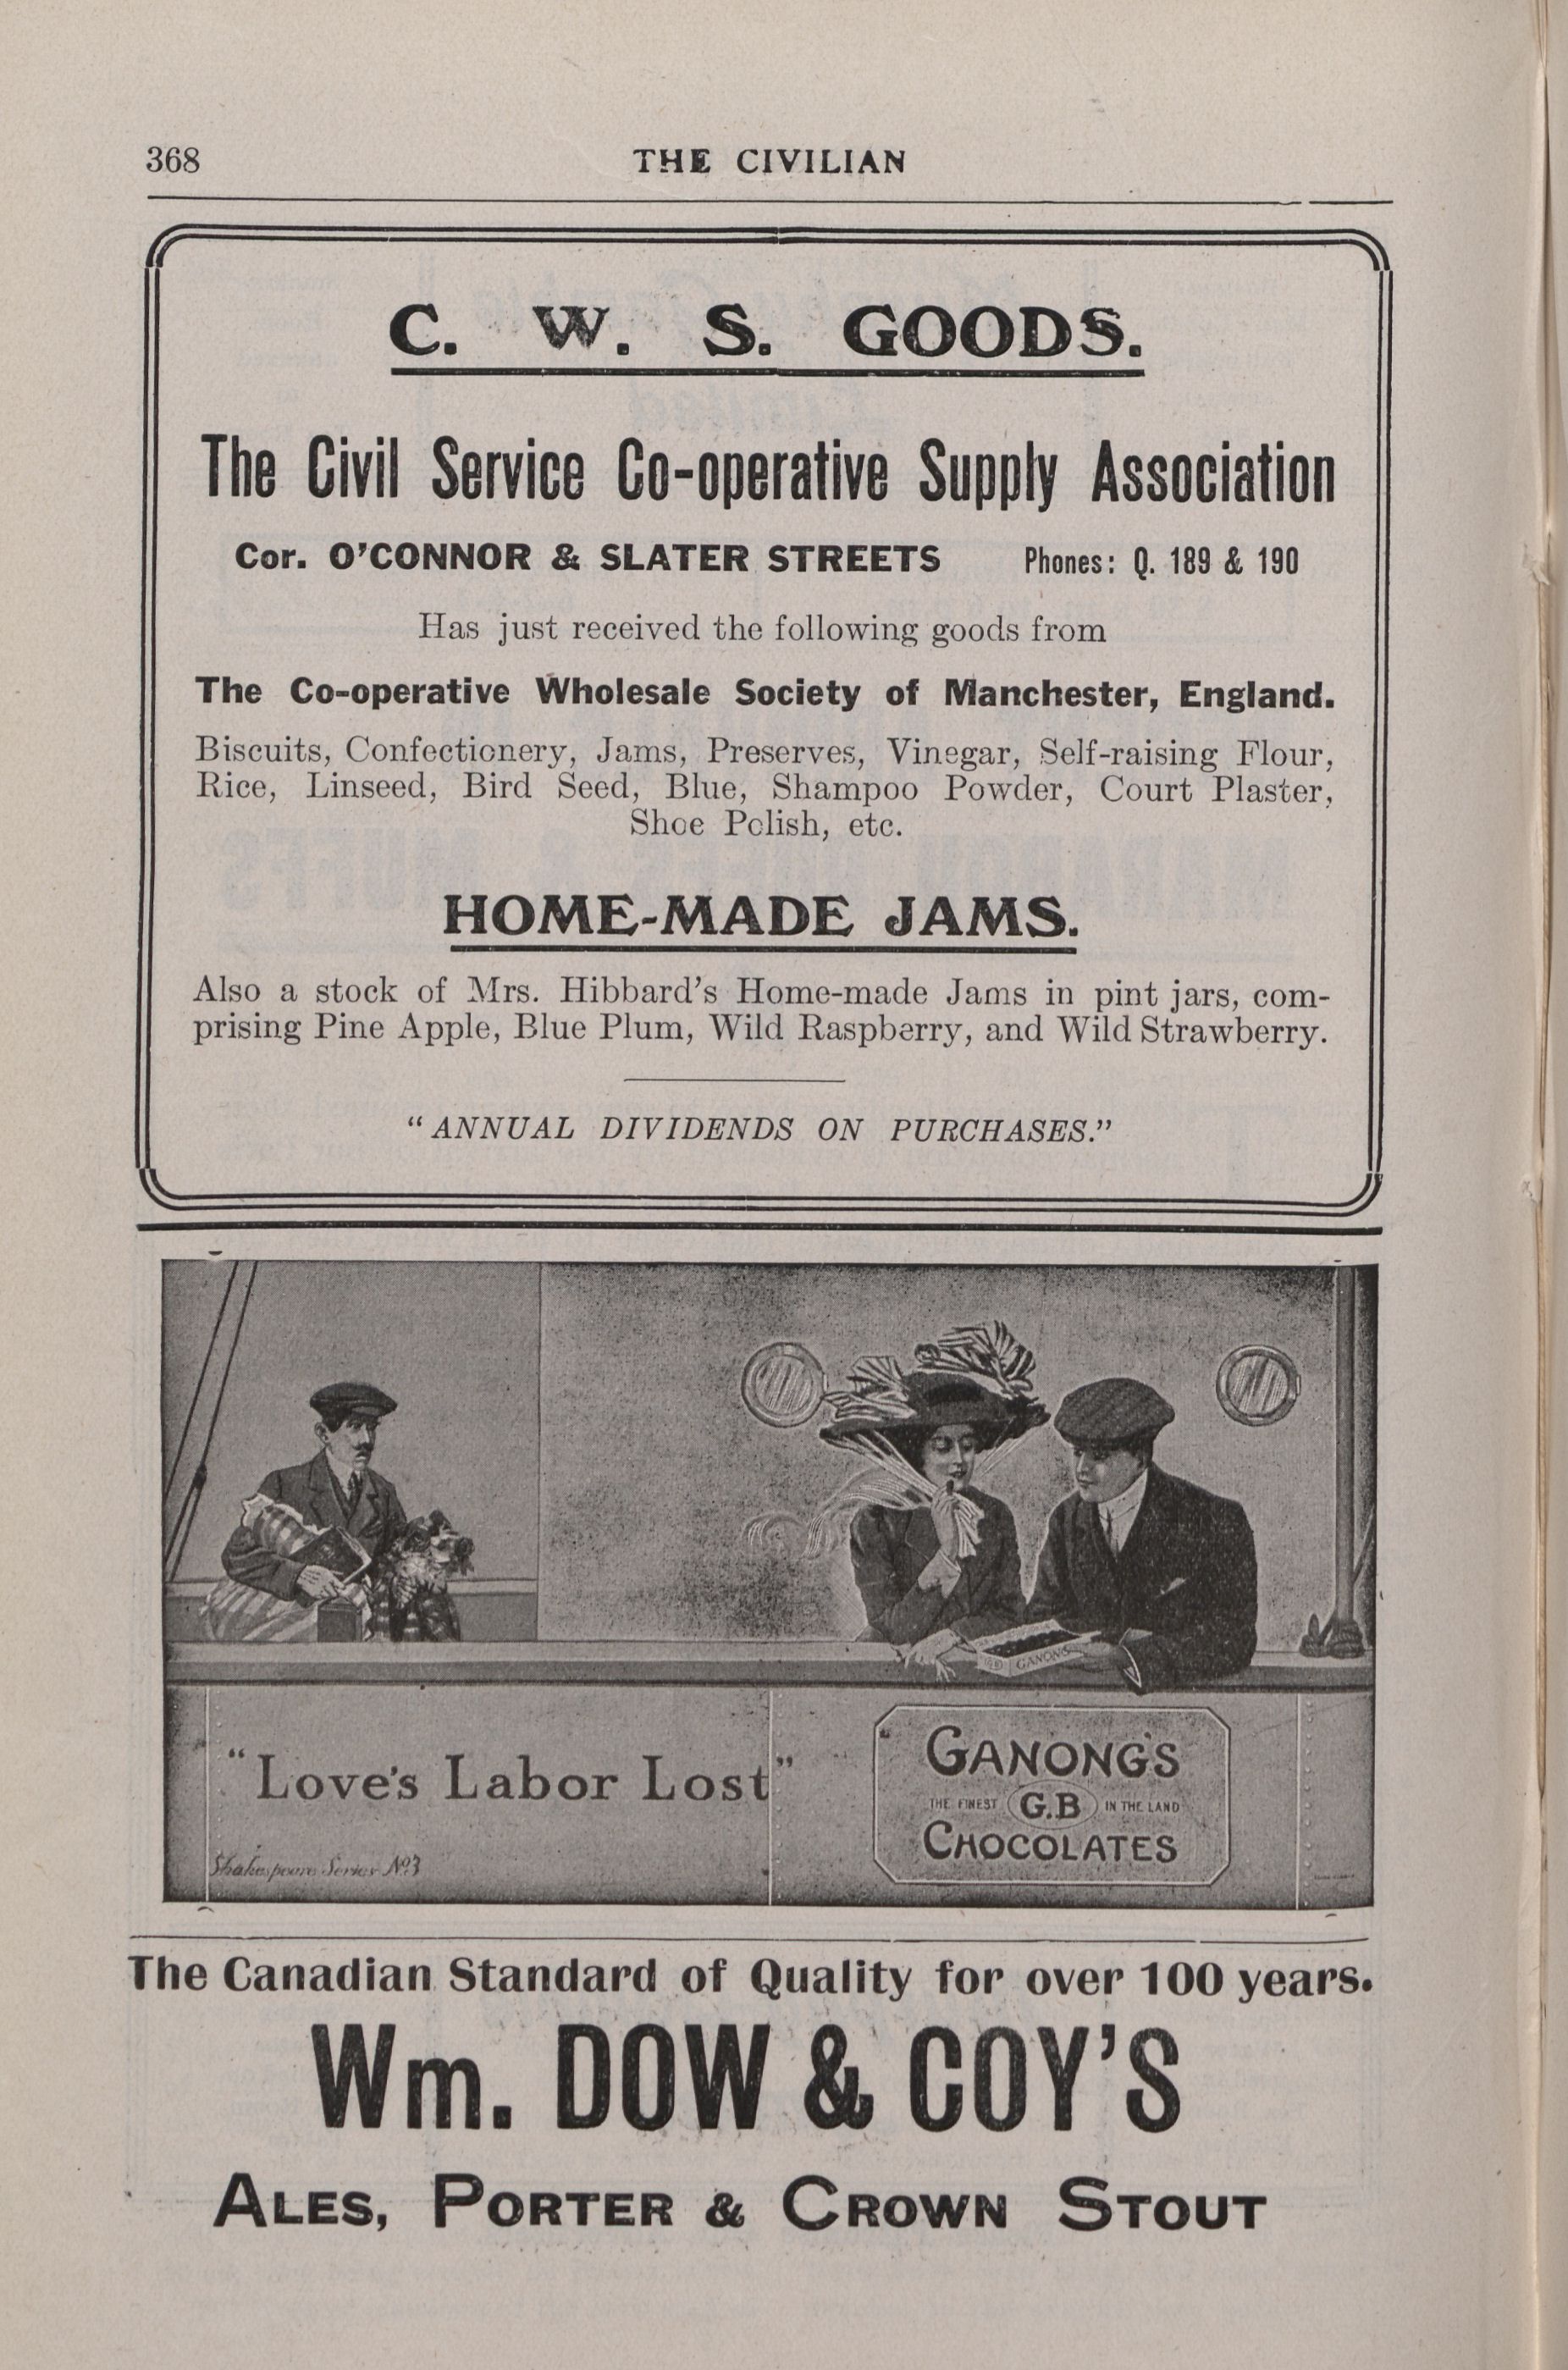 368
THE CIVILIAN
C. W. S. GOODS.
The Civil Service Co-operative Supply Association
Cor. O'CONNOR & SLATER STREETS Phones: Q. 189 & 190
Has just received the following goods from
The Co-operative Wholesale Society of Manchester, England.
Biscuits, Confectionery, Jams, Preserves, Vinegar, Self-raising Flour,
Rice, Linseed, Bird Seed, Blue, Shampoo Powder, Court Plaster,
Shoe Polish, etc.
HOME-MADE JAMS.
Also a stock of Mrs. Hibbard's Home-made Jams in pint jars, com-
prising Pine Apple, Blue Plum, Wild Raspberry, and Wild Strawberry.
"ANNUAL DIVIDENDS ON PURCHASES."
G.B GANONG'S
"Love's Labor Lost"
Shakespeare Series No. 3
GANONG'S
THE FINEST G.B IN THE LAND
CHOCOLATES
The Canadian Standard of Quality for over 100 years.
Wm. DOW & COY'S
ALES, PORTER & CROWN STOUT